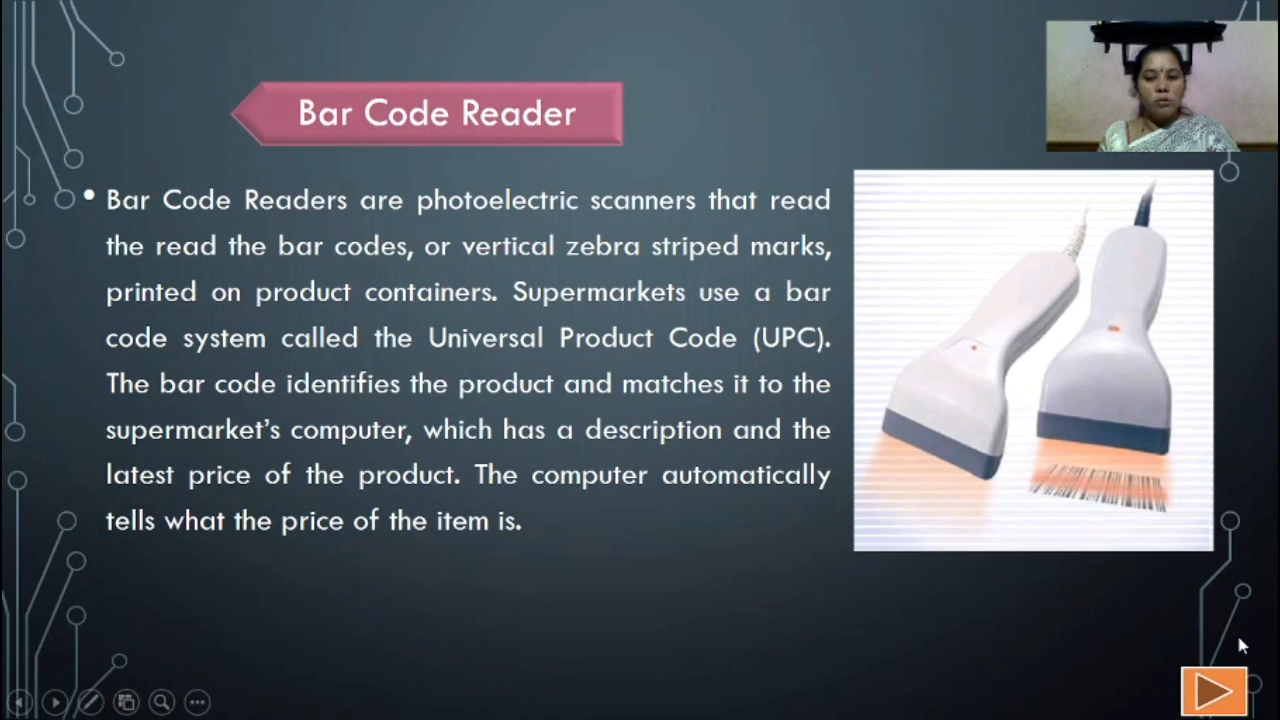 Bar Code Reader
• Bar Code Readers are photoelectric scanners that read
the read the bar codes, or vertical zebra striped marks,
printed on product containers. Supermarkets use a bar
code system called the Universal Product Code (UPC).
The bar code identifies the product and matches it to the
supermarket’s computer, which has a description and the
latest price of the product. The computer automatically
tells what the price of the item is.